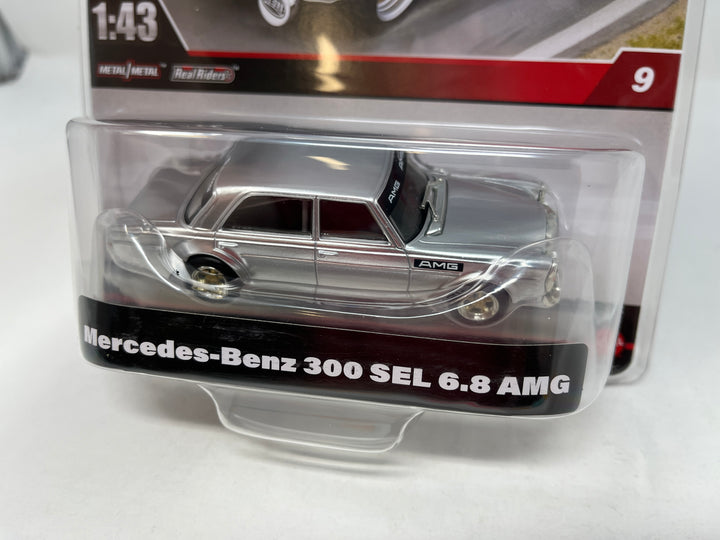 1:43
METAL/METAL Real Riders
9
AMG
AMG
Mercedes-Benz 300 SEL 6.8 AMG